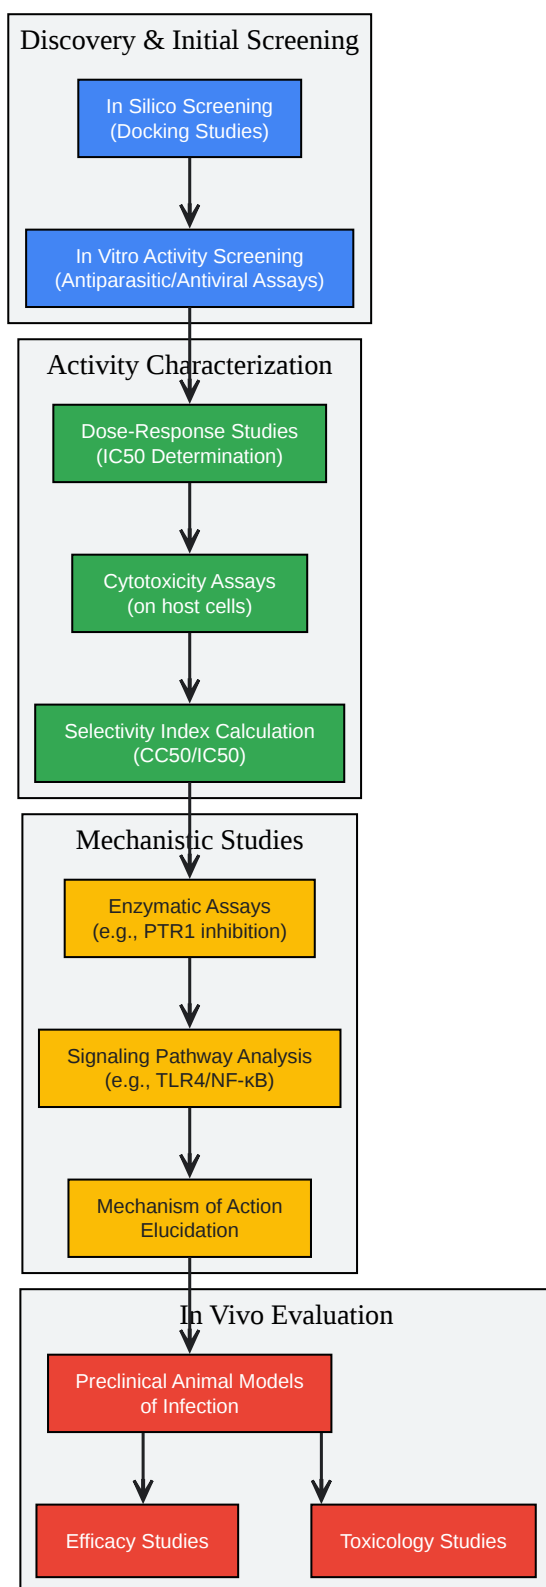 Discovery & Initial Screening
In Silico Screening
(Docking Studies)
In Vitro Activity Screening
(Antiparasitic/Antiviral Assays)
Activity Characterization
Dose-Response Studies
(IC50 Determination)
Cytotoxicity Assays
(on host cells)
Selectivity Index Calculation
(CC50/IC50)
Mechanistic Studies
Enzymatic Assays
(e.g., PTR1 inhibition)
Signaling Pathway Analysis
(e.g., TLR4/NF-κB)
Mechanism of Action
Elucidation
In Vivo Evaluation
Preclinical Animal Models
of Infection
Efficacy Studies
Toxicology Studies